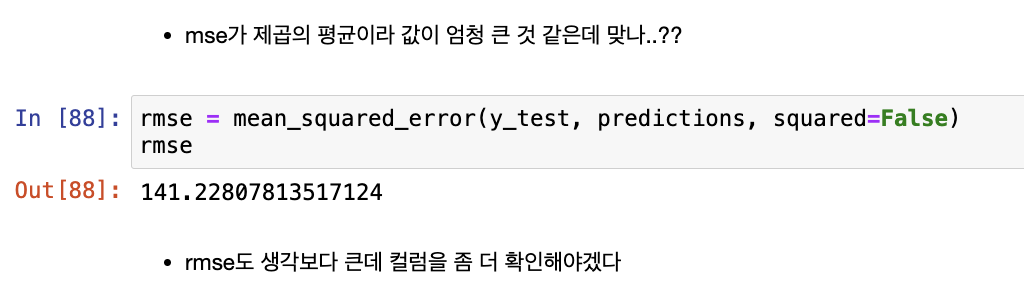 • mse가 제곱의 평균이라 값이 엄청 큰 것 같은데 맞나..??
In [88]: rmse = mean_squared_error(y_test, predictions, squared=False)
rmse
Out[88]: 141.22807813517124
• rmse도 생각보다 큰데 컬럼을 좀 더 확인해야겠다